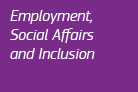 Employment,
Social Affairs
and Inclusion